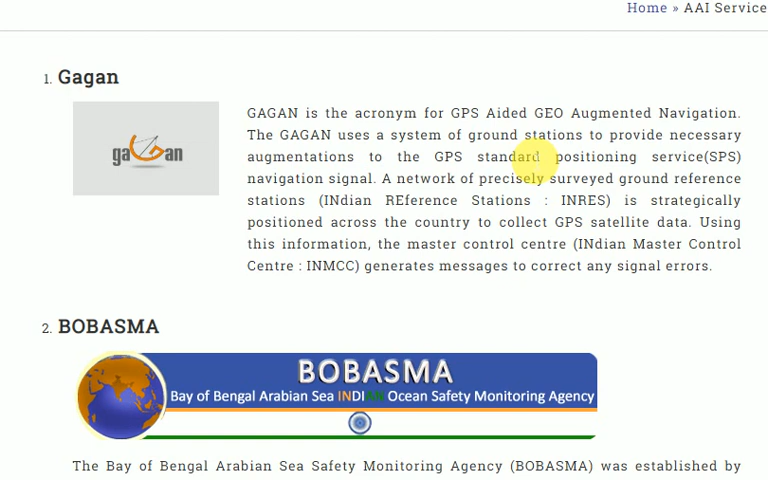 Home » AAI Service
1. Gagan
gagan
GAGAN is the acronym for GPS Aided GEO Augmented Navigation.
The GAGAN uses a system of ground stations to provide necessary
augmentations to the GPS standard positioning service(SPS)
navigation signal. A network of precisely surveyed ground reference
stations (INdian REference Stations : INRES) is strategically
positioned across the country to collect GPS satellite data. Using
this information, the master control centre (INdian Master Control
Centre : INMCC) generates messages to correct any signal errors.
2. BOBASMA
BOBASMA
Bay of Bengal Arabian Sea INDIAN Ocean Safety Monitoring Agency
The Bay of Bengal Arabian Sea Safety Monitoring Agency (BOBASMA) was established by